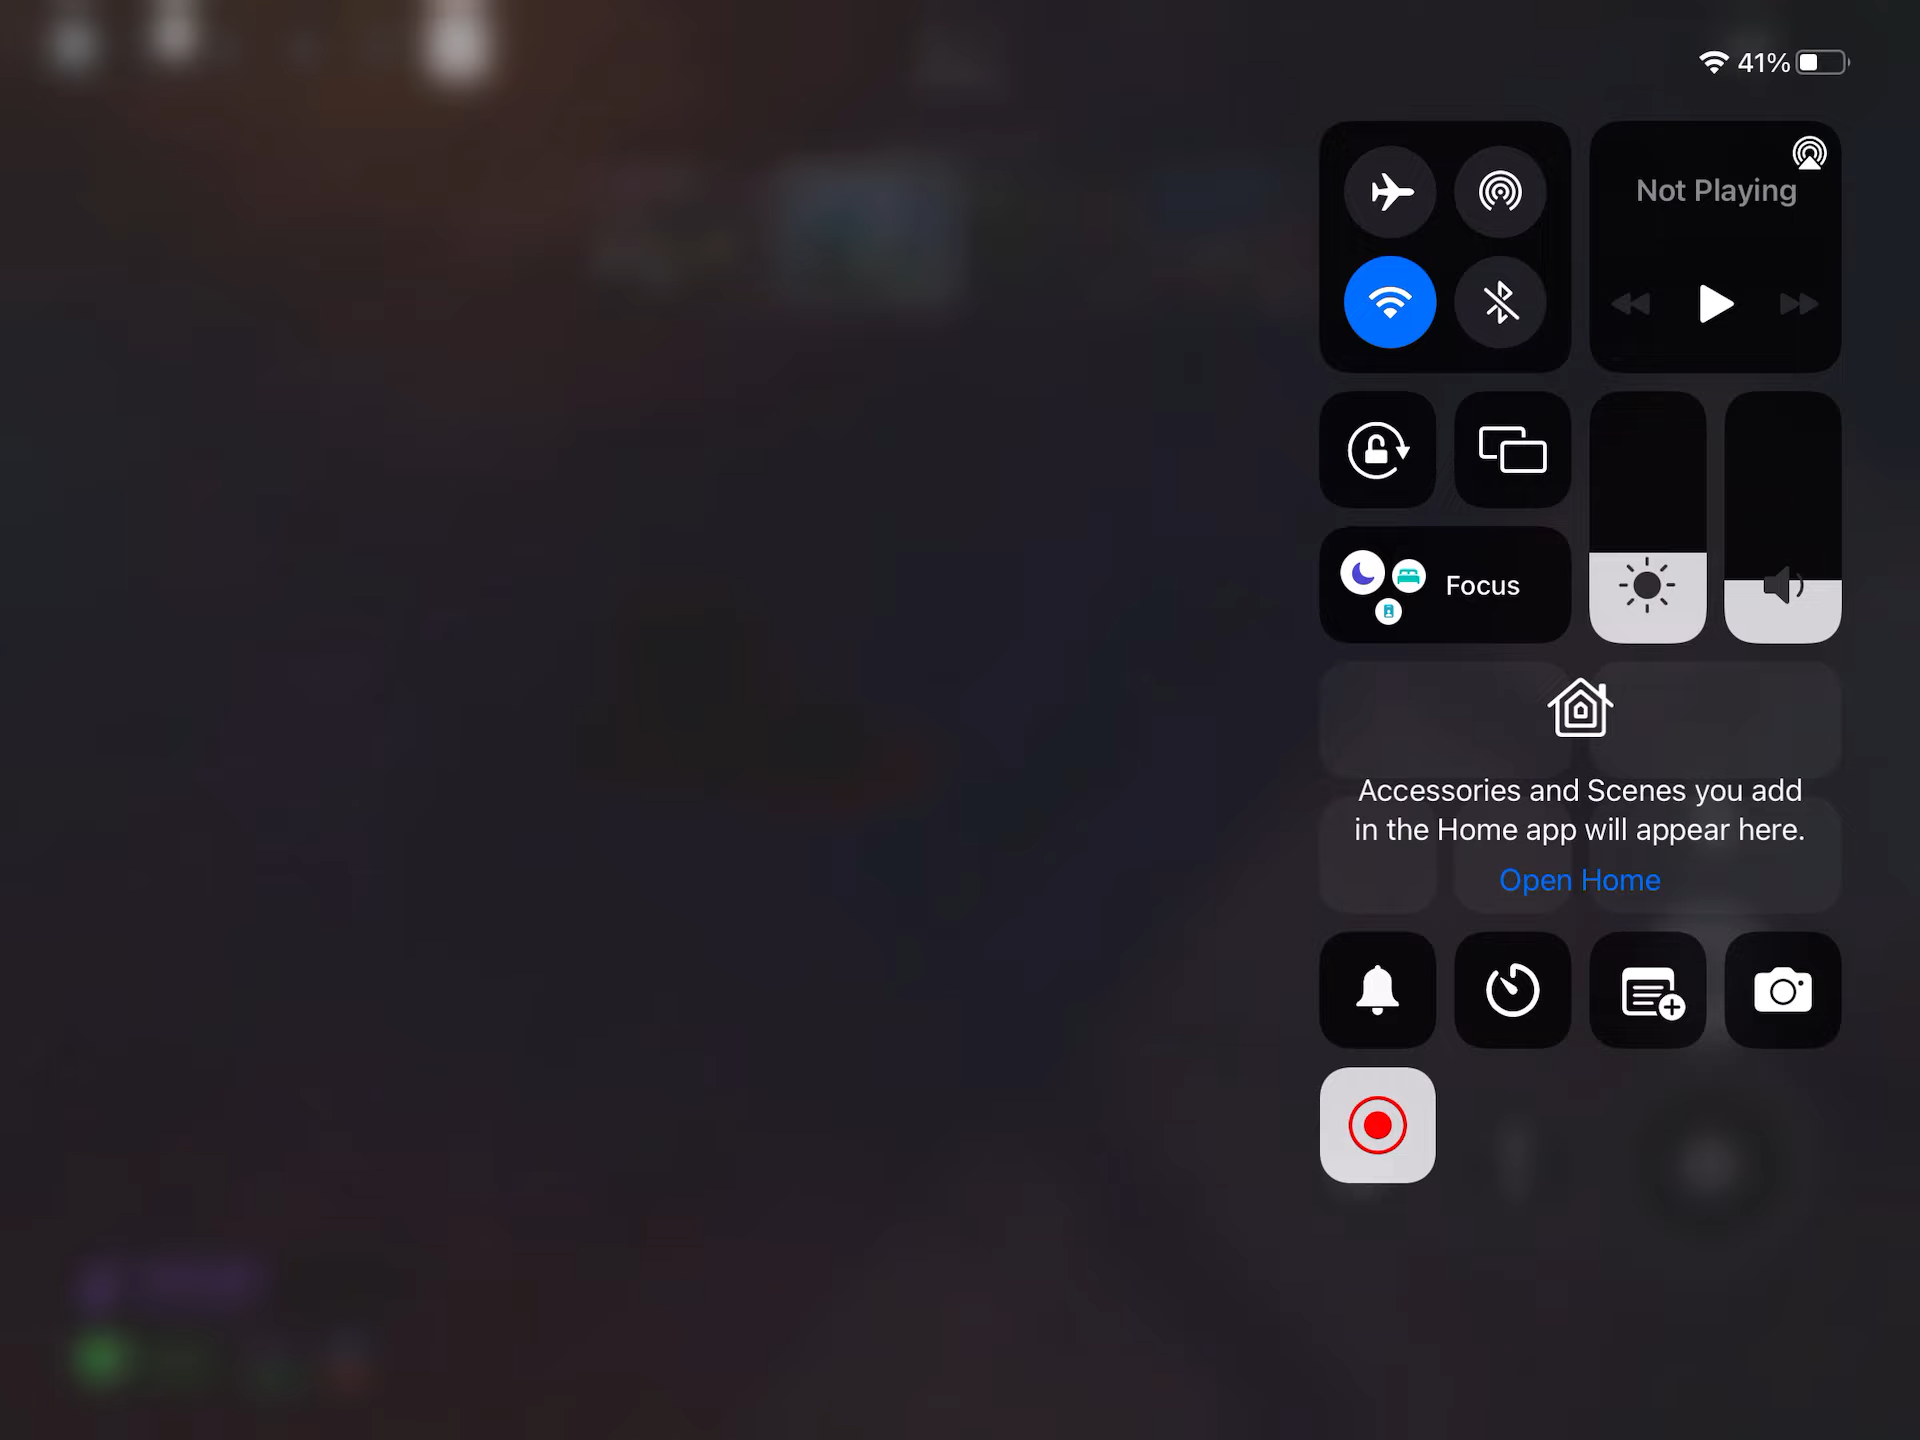 41%
Not Playing
Focus
Accessories and Scenes you add
in the Home app will appear here.
Open Home